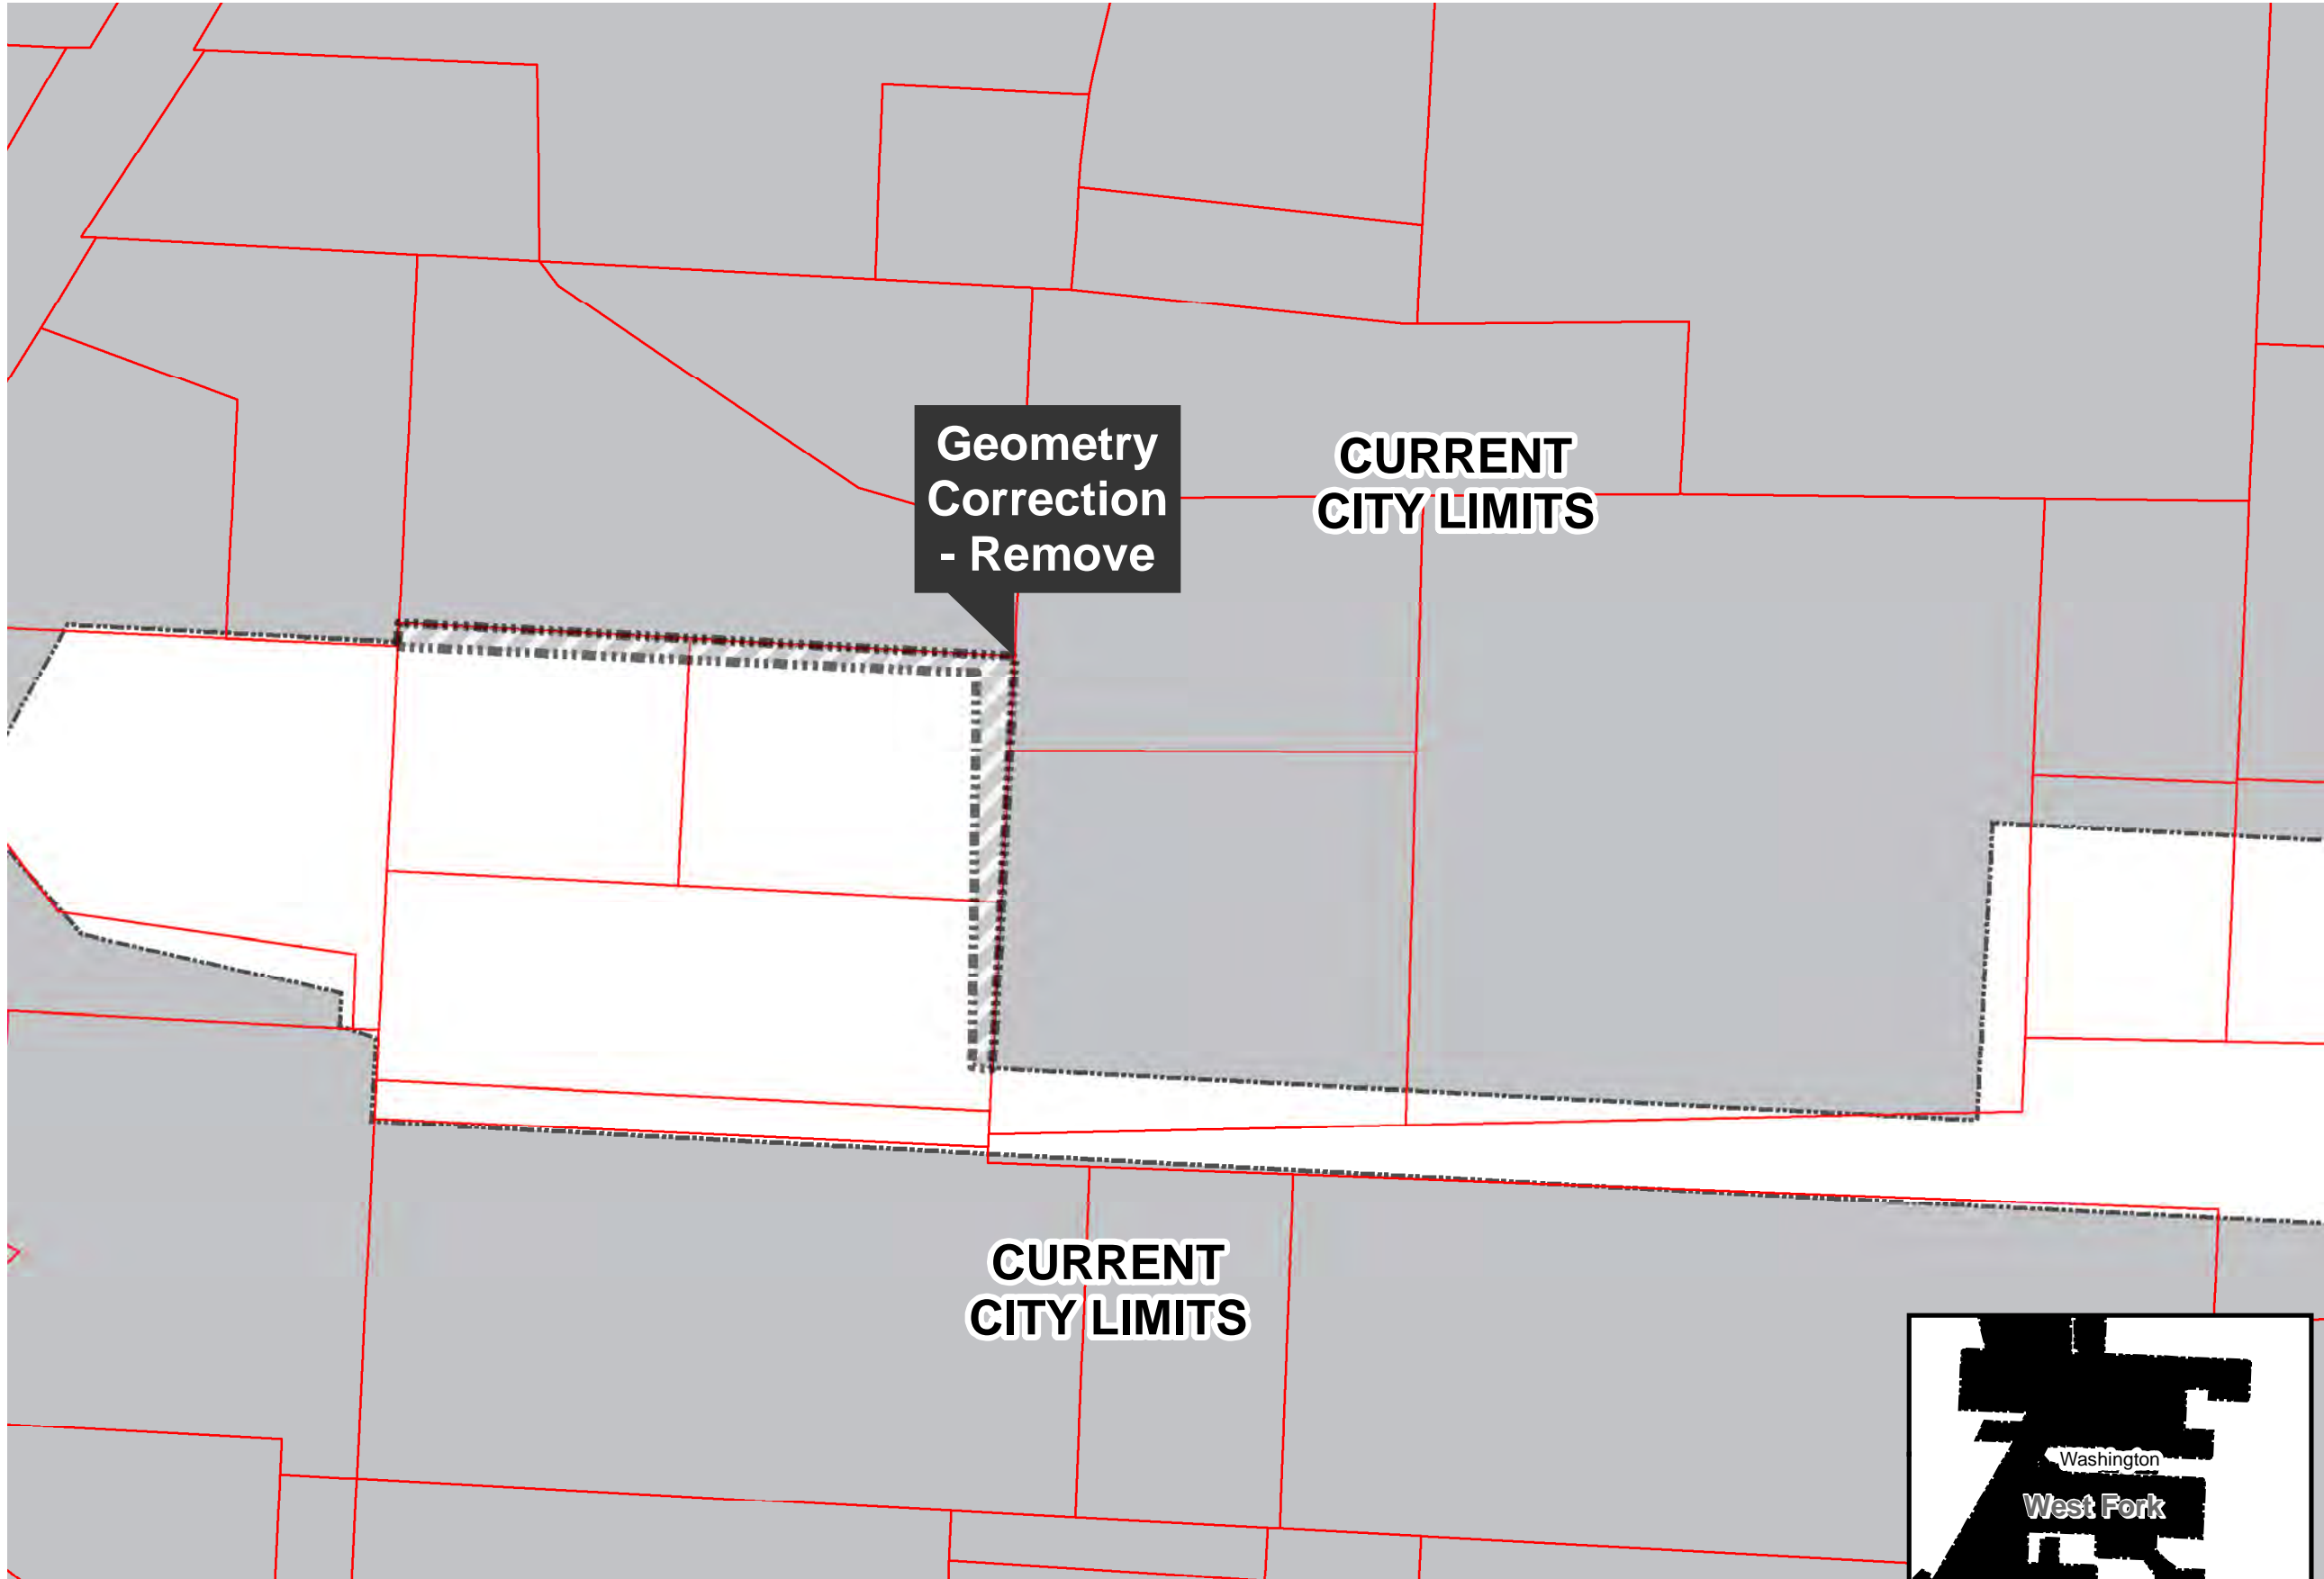 Geometry
Correction
- Remove
CURRENT
CITY LIMITS
CURRENT
CITY LIMITS
Washington
West Fork